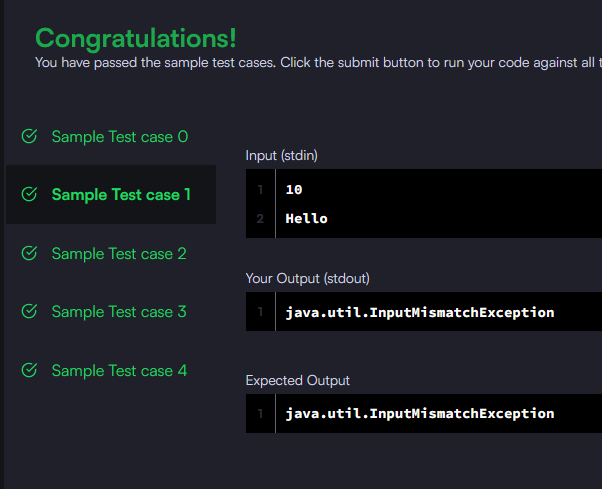 Congratulations!
You have passed the sample test cases. Click the submit button to run your code against all
Sample Test case 0
Sample Test case 1
Sample Test case 2
Sample Test case 3
Sample Test case 4
Input (stdin)
1 10
2 Hello
Your Output (stdout)
1 java.util.InputMismatchException
Expected Output
1 java.util.InputMismatchException